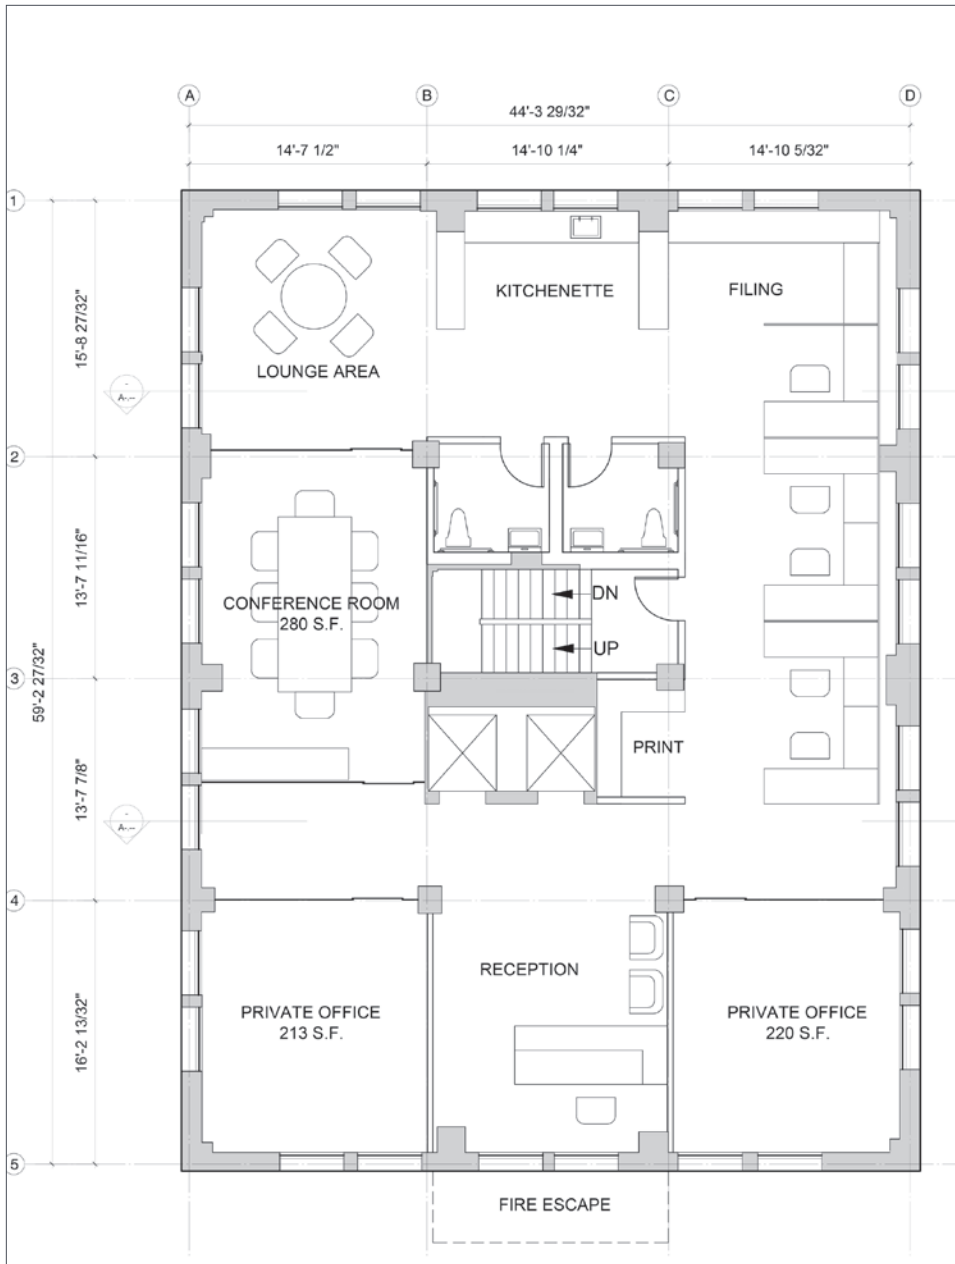 A
B
C
D
44'-3 29/32"
14'-7 1/2"
14'-10 1/4"
14'-10 5/32"
1
KITCHENETTE
FILING
15'-8 27/32"
LOUNGE AREA
-
A-.--
2
13'-7 11/16"
DN
CONFERENCE ROOM
280 S.F.
UP
3
59'-2 27/32"
PRINT
13'-7 7/8"
-
A-.--
4
RECEPTION
PRIVATE OFFICE
213 S.F.
PRIVATE OFFICE
220 S.F.
16'-2 13/32"
5
FIRE ESCAPE